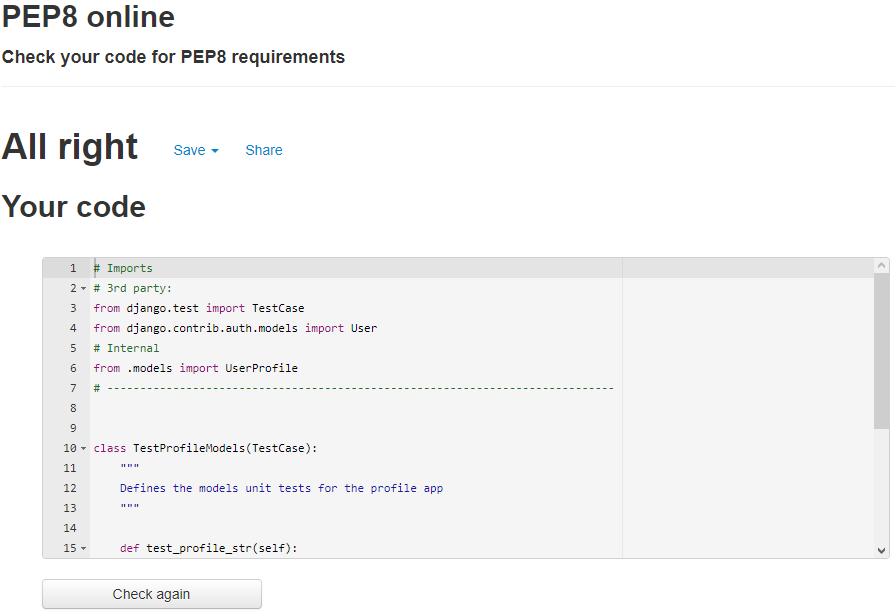 PEP8 online
Check your code for PEP8 requirements
All right Save Share
Your code
1 # Imports
2 # 3rd party:
3 from django.test import TestCase
4 from django.contrib.auth.models import User
5 # Internal
6 from .models import UserProfile
7 # -----------------------------------------------------------------------------
8
9
10 class TestProfileModels(TestCase):
11 """
12 Defines the models unit tests for the profile app
13 """
14
15 def test_profile_str(self):
Check again